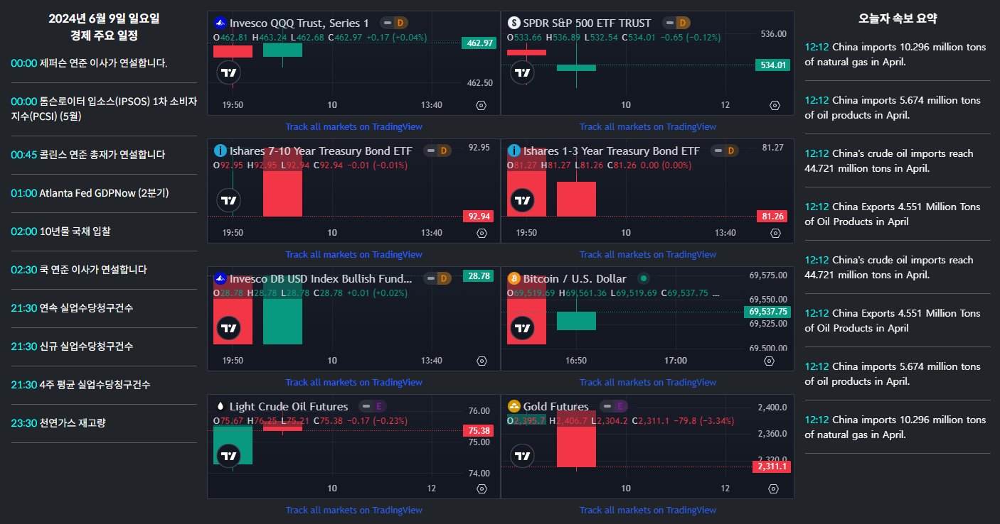 2024년 6월 9일 일요일
경제 주요 일정
00:00 제퍼슨 연준 이사가 연설합니다.
00:00 톰슨로이터 입소스(IPSOS) 1차 소비자
지수(PCSI) (5월)
00:45 콜린스 연준 총재가 연설합니다
01:00 Atlanta Fed GDPNow (2분기)
02:00 10년물 국채 입찰
02:30 쿡 연준 이사가 연설합니다
21:30 연속 실업수당청구건수
21:30 신규 실업수당청구건수
21:30 4주 평균 실업수당청구건수
23:30 천연가스 재고량
Invesco QQQ Trust, Series 1 D
O462.81 H463.24 L462.68 C462.97 +0.17 (+0.04%)
462.97
462.50
19:50 10 13:40
Track all markets on TradingView
SPDR S&P 500 ETF TRUST D
O533.66 H536.89 L532.54 C534.01 −0.65 (−0.12%)
536.00
534.01
10 12
Track all markets on TradingView
Ishares 7-10 Year Treasury Bond ETF D
92.95
O92.95 H92.95 L92.94 C92.94 −0.01 (−0.01%)
92.94
19:50 10 13:40
Track all markets on TradingView
Ishares 1-3 Year Treasury Bond ETF D
81.27
O81.27 H81.27 L81.26 C81.26 0.00 (0.00%)
81.26
19:50 10 13:40
Track all markets on TradingView
Invesco DB USD Index Bullish Fund... D
28.78
O28.78 H28.78 L28.78 C28.78 +0.01 (+0.02%)
19:50 10 13:40
Track all markets on TradingView
Bitcoin / U.S. Dollar
69,575.00
O69,519.69 H69,561.36 L69,519.69 C69,537.75 ...
69,550.00
69,537.75
69,525.00
69,500.00
16:50 17:00
Track all markets on TradingView
Light Crude Oil Futures E
76.00
O75.67 H76.25 L75.21 C75.38 −0.17 (−0.23%)
75.38
75.00
74.00
10 12
Track all markets on TradingView
Gold Futures E
2,400.0
O2,395.7 H2,406.7 L2,304.2 C2,311.1 −79.8 (−3.34%)
2,360.0
2,320.0
2,311.1
10 12
Track all markets on TradingView
오늘자 속보 요약
12:12 China imports 10.296 million tons
of natural gas in April.
12:12 China imports 5.674 million tons
of oil products in April.
12:12 China's crude oil imports reach
44.721 million tons in April.
12:12 China Exports 4.551 Million Tons
of Oil Products in April
12:12 China's crude oil imports reach
44.721 million tons in April.
12:12 China Exports 4.551 Million Tons
of Oil Products in April
12:12 China imports 5.674 million tons
of oil products in April.
12:12 China imports 10.296 million tons
of natural gas in April.